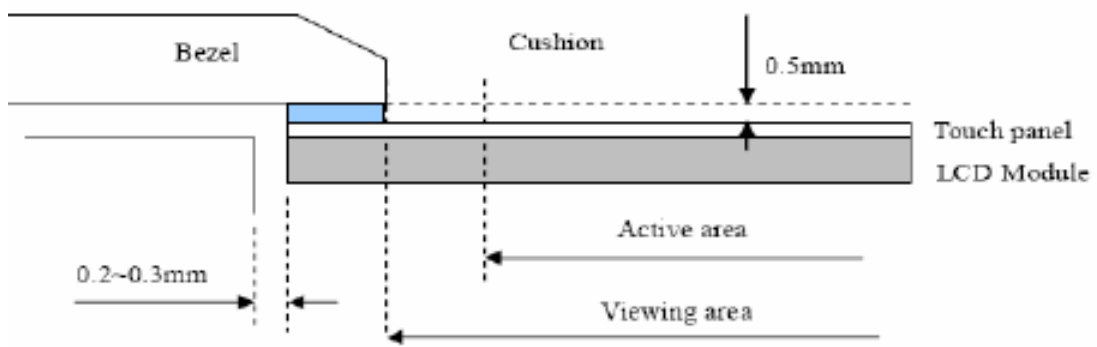 Cushion
Bezel
0.5mm
Touch panel
LCD Module
Active area
0.2~0.3mm
Viewing area